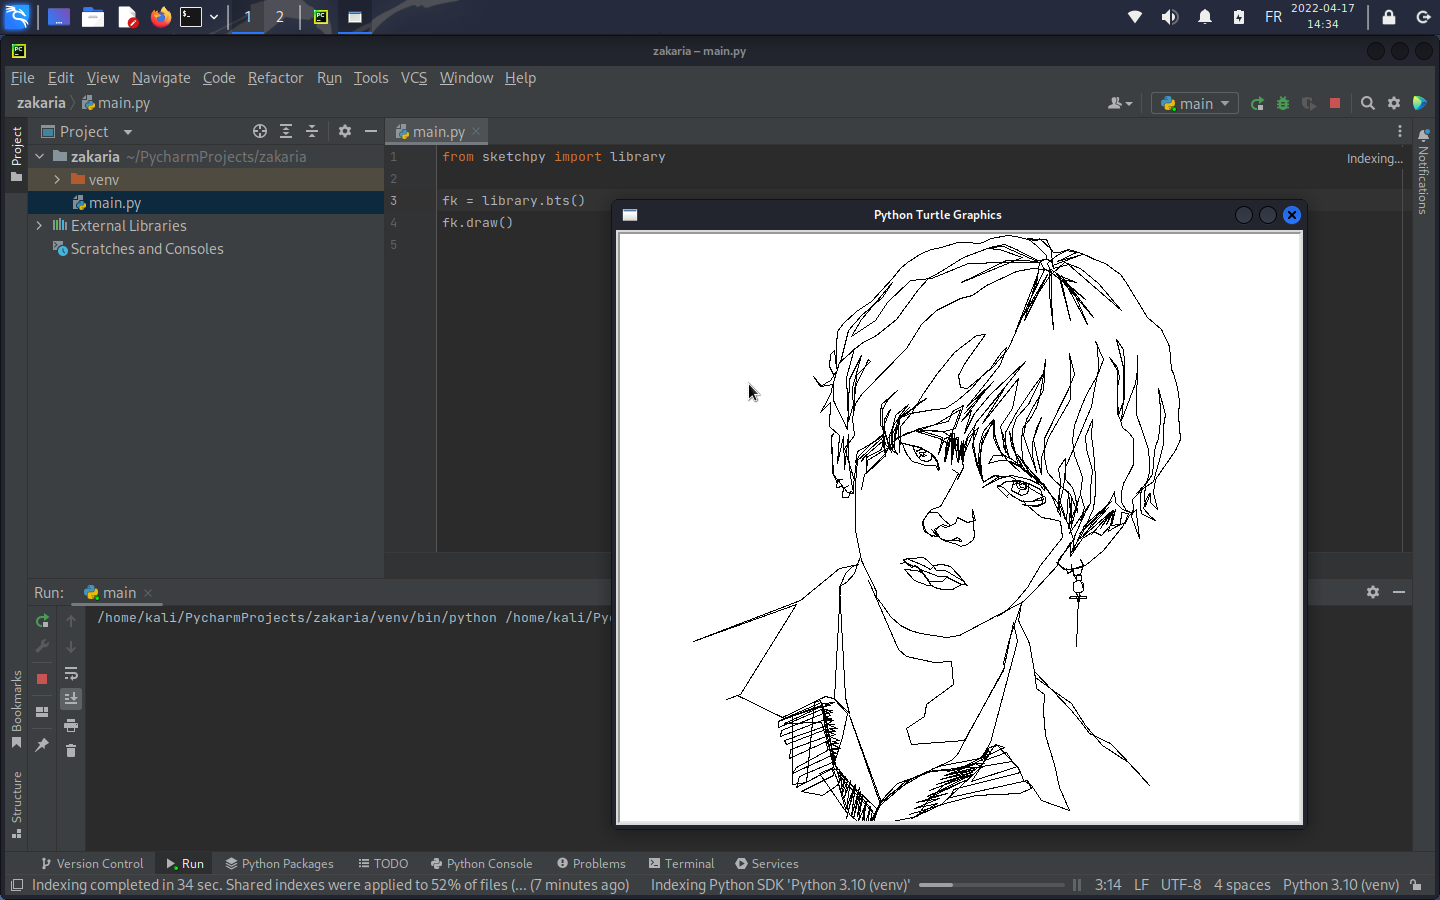 1
2
FR
2022-04-17
14:34
zakaria – main.py
File Edit View Navigate Code Refactor Run Tools VCS Window Help
zakaria
main.py
main
Project
main.py
zakaria ~/PycharmProjects/zakaria
venv
main.py
External Libraries
Scratches and Consoles
Project
Bookmarks
Structure
Notifications
1 from sketchpy import library
Indexing...
2
3 fk = library.bts()
4 fk.draw()
5
Python Turtle Graphics
Run: main
/home/kali/PycharmProjects/zakaria/venv/bin/python /home/kali/Py
Version Control Run Python Packages TODO Python Console Problems Terminal Services
Indexing completed in 34 sec. Shared indexes were applied to 52% of files (... (7 minutes ago) Indexing Python SDK 'Python 3.10 (venv)' 3:14 LF UTF-8 4 spaces Python 3.10 (venv)